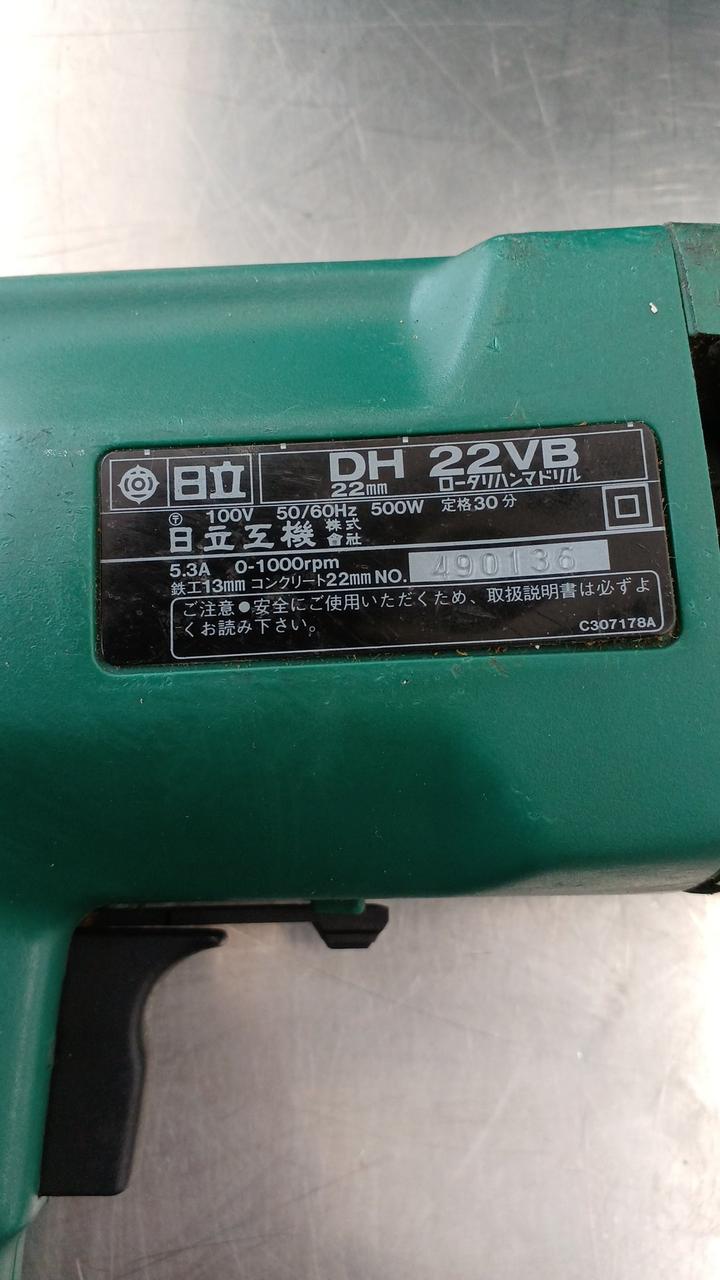 日立 DH 22VB
22mm ロータリハンマドリル
〒 100V 50/60Hz 500W 定格30分
日立工機 株式會社
5.3A 0-1000rpm
鉄工13mm コンクリート22mm NO. 490136
ご注意●安全にご使用いただくため、取扱説明書は必ずよ
くお読み下さい。
C307178A